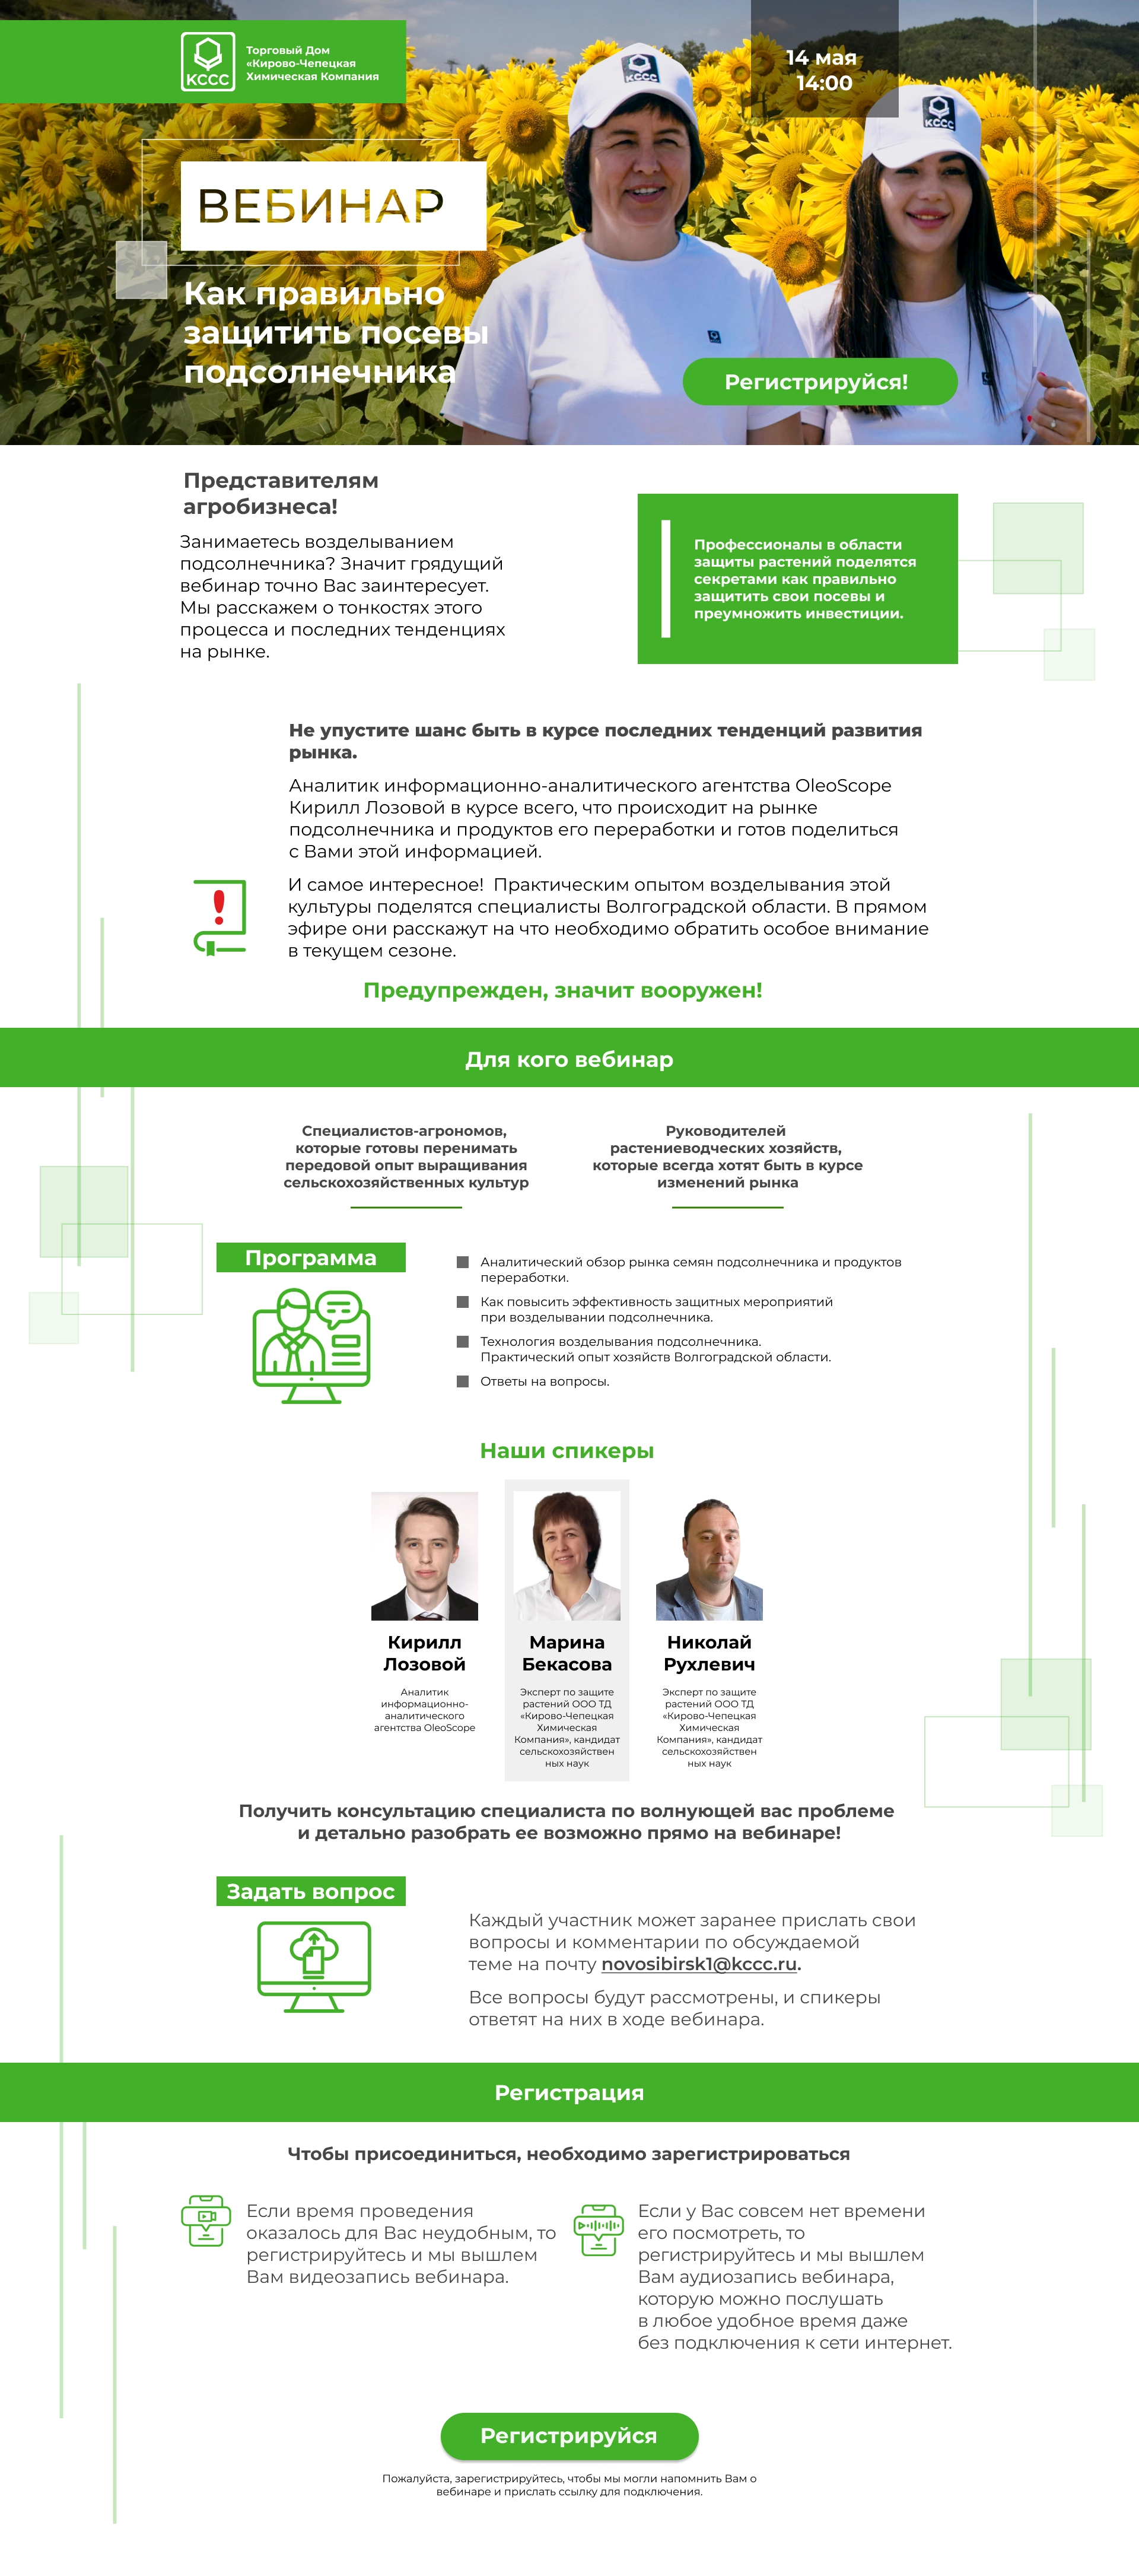 Торговый Дом
«Кирово-Чепецкая
Химическая Компания
КССС
14 мая
14:00
КССС
КССС
ВЕБИНАР
Как правильно
защитить посевы
подсолнечника
Регистрируйся!
Представителям
агробизнеса!
Занимаетесь возделыванием
подсолнечника? Значит грядущий
вебинар точно Вас заинтересует.
Мы расскажем о тонкостях этого
процесса и последних тенденциях
на рынке.
Профессионалы в области
защиты растений поделятся
секретами как правильно
защитить свои посевы и
преумножить инвестиции.
Не упустите шанс быть в курсе последних тенденций развития
рынка.
Аналитик информационно-аналитического агентства OleoScope
Кирилл Лозовой в курсе всего, что происходит на рынке
подсолнечника и продуктов его переработки и готов поделиться
с Вами этой информацией.
И самое интересное! Практическим опытом возделывания этой
культуры поделятся специалисты Волгоградской области. В прямом
эфире они расскажут на что необходимо обратить особое внимание
в текущем сезоне.
Предупрежден, значит вооружен!
Для кого вебинар
Специалистов-агрономов,
которые готовы перенимать
передовой опыт выращивания
сельскохозяйственных культур
Руководителей
растениеводческих хозяйств,
которые всегда хотят быть в курсе
изменений рынка
Программа
Аналитический обзор рынка семян подсолнечника и продуктов
переработки.
Как повысить эффективность защитных мероприятий
при возделывании подсолнечника.
Технология возделывания подсолнечника.
Практический опыт хозяйств Волгоградской области.
Ответы на вопросы.
Наши спикеры
Кирилл
Лозовой
Аналитик
информационно-
аналитического
агентства OleoScope
Марина
Бекасова
Эксперт по защите
растений ООО ТД
«Кирово-Чепецкая
Химическая
Компания», кандидат
сельскохозяйствен
ных наук
Николай
Рухлевич
Эксперт по защите
растений ООО ТД
«Кирово-Чепецкая
Химическая
Компания», кандидат
сельскохозяйствен
ных наук
Получить консультацию специалиста по волнующей вас проблеме
и детально разобрать ее возможно прямо на вебинаре!
Задать вопрос
Каждый участник может заранее прислать свои
вопросы и комментарии по обсуждаемой
теме на почту novosibirsk1@kccc.ru.
Все вопросы будут рассмотрены, и спикеры
ответят на них в ходе вебинара.
Регистрация
Чтобы присоединиться, необходимо зарегистрироваться
Если время проведения
оказалось для Вас неудобным, то
регистрируйтесь и мы вышлем
Вам видеозапись вебинара.
Если у Вас совсем нет времени
его посмотреть, то
регистрируйтесь и мы вышлем
Вам аудиозапись вебинара,
которую можно послушать
в любое удобное время даже
без подключения к сети интернет.
Регистрируйся
Пожалуйста, зарегистрируйтесь, чтобы мы могли напомнить Вам о
вебинаре и прислать ссылку для подключения.